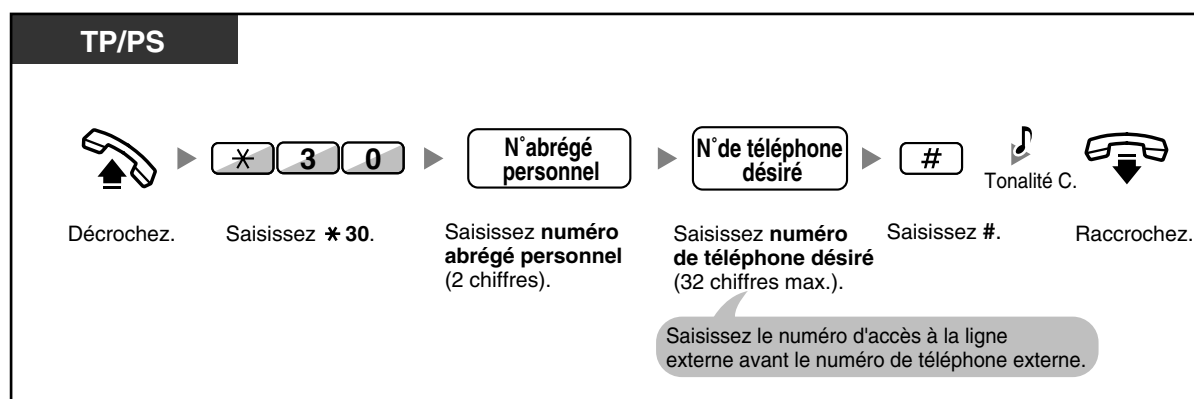 TP/PS
* 3 0
N°abrégé
personnel
N°de téléphone
désiré
#
Tonalité C.
Décrochez.
Saisissez * 30.
Saisissez numéro
abrégé personnel
(2 chiffres).
Saisissez numéro
de téléphone désiré
(32 chiffres max.).
Saisissez #.
Raccrochez.
Saisissez le numéro d'accès à la ligne
externe avant le numéro de téléphone externe.